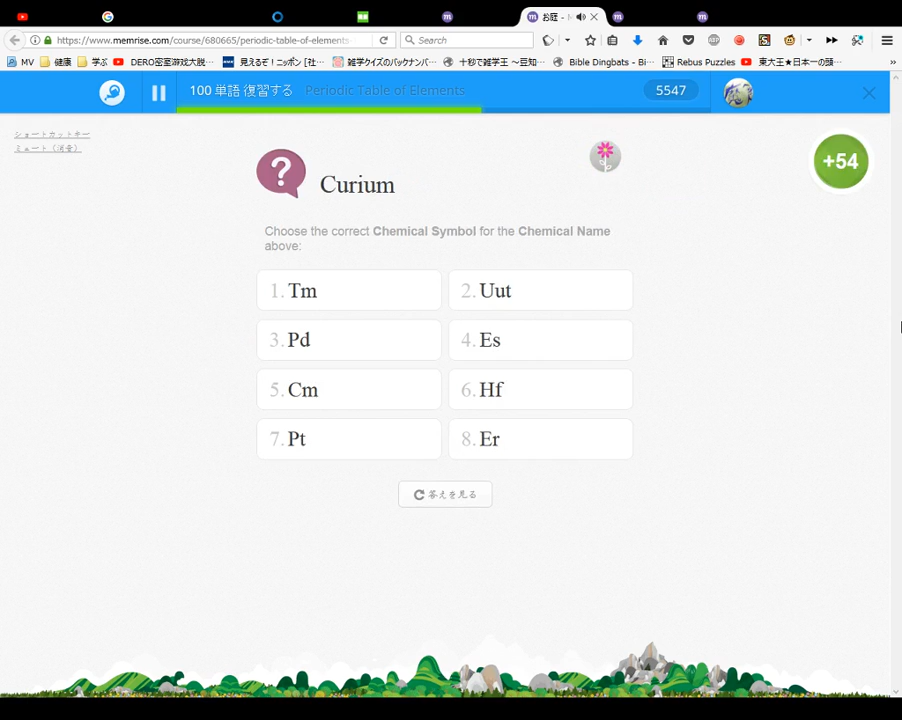 お庭 -
https://www.memrise.com/course/680665/periodic-table-of-elements-
Search
MV 健康 学ぶ DERO密室游戏大脱… 見えるぞ!ニッポン [社… 雑学クイズのバックナンバ… 十秒で雑学王 ～豆知… Bible Dingbats - Bi… Rebus Puzzles 東大王★日本一の頭…
100 単語 復習する Periodic Table of Elements 5547
ショートカットキー
ミュート（消音）
+54
? Curium
Choose the correct Chemical Symbol for the Chemical Name
above:
1. Tm 2. Uut
3. Pd 4. Es
5. Cm 6. Hf
7. Pt 8. Er
答えを見る